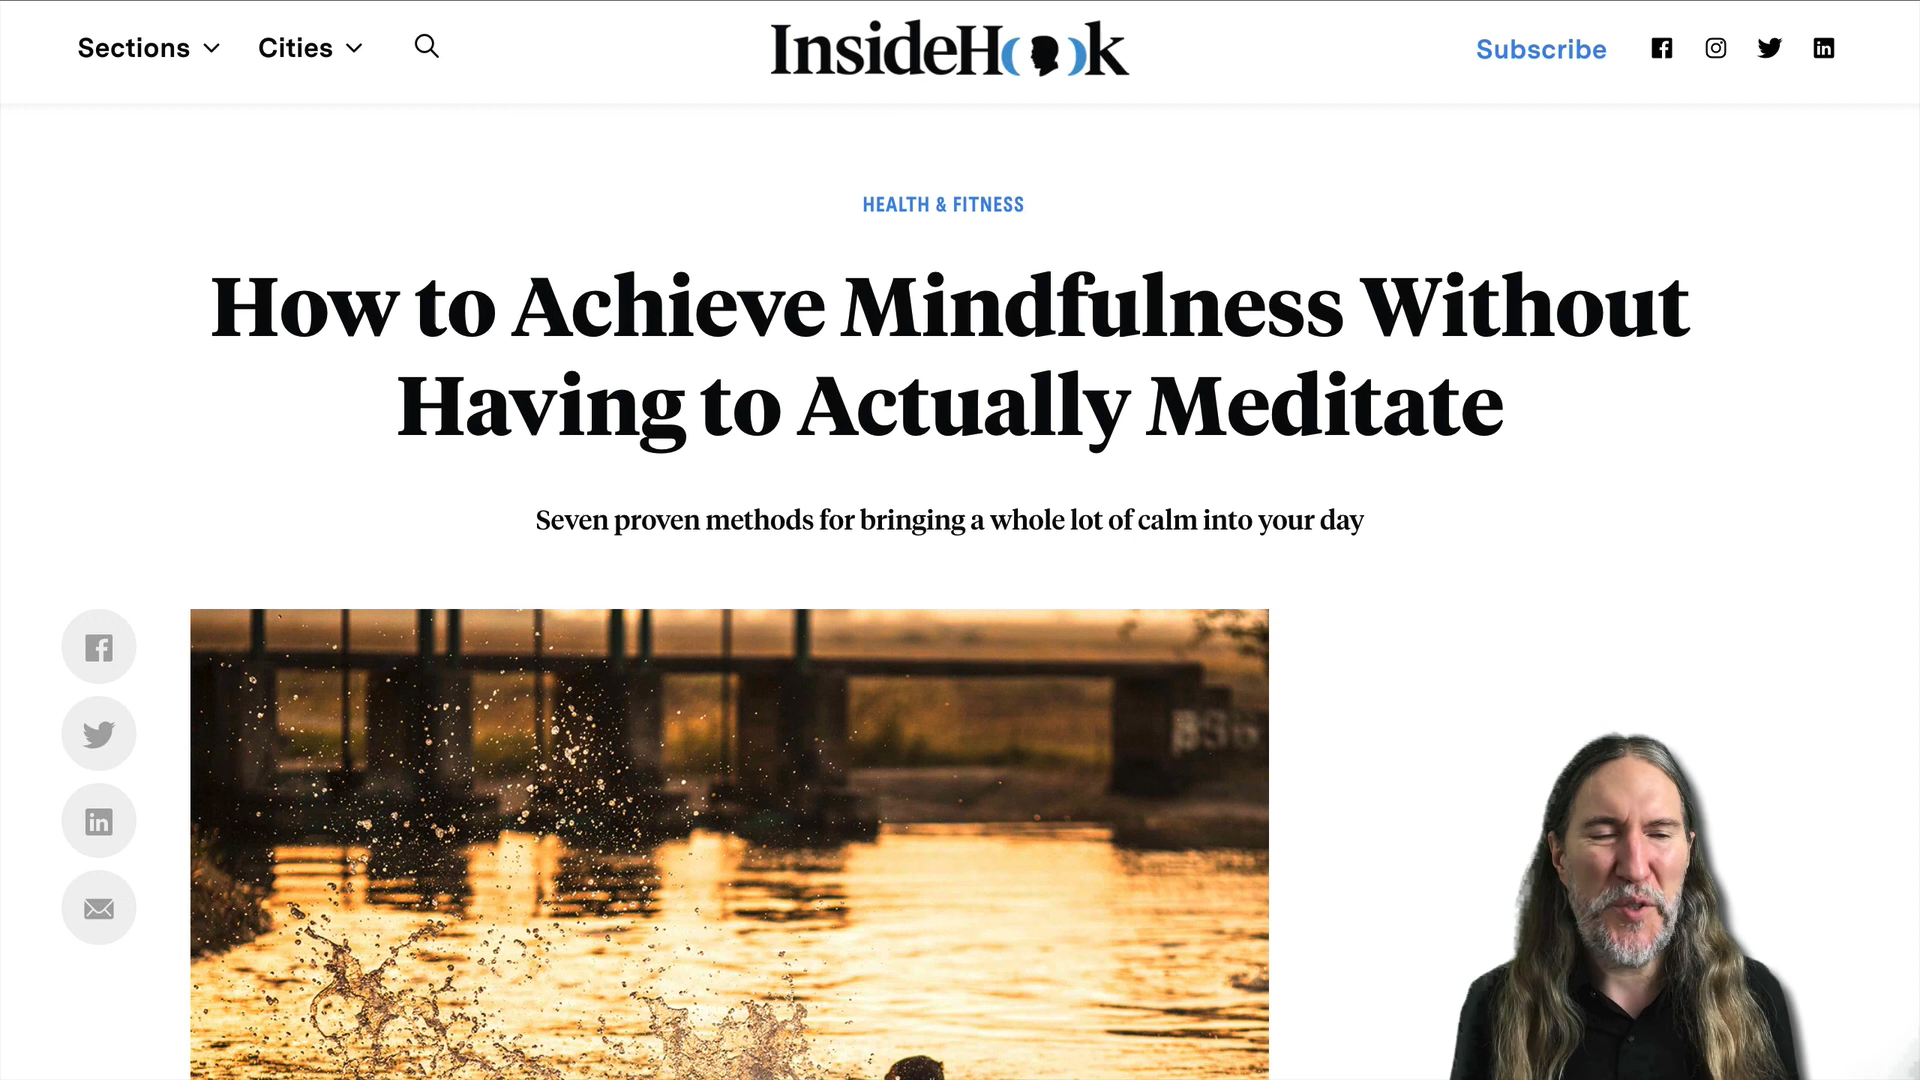 Sections Cities InsideHook Subscribe
HEALTH & FITNESS
How to Achieve Mindfulness Without
Having to Actually Meditate
Seven proven methods for bringing a whole lot of calm into your day